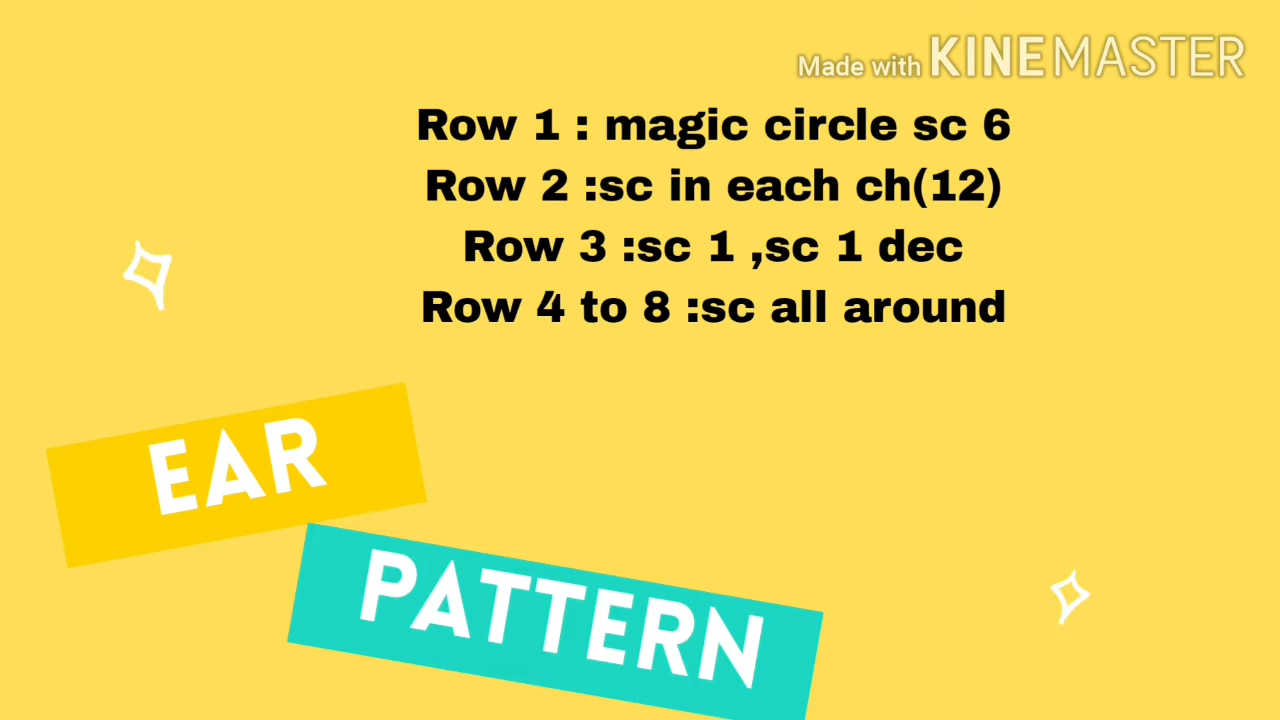 Made with KINEMASTER
Row 1 : magic circle sc 6
Row 2 :sc in each ch(12)
Row 3 :sc 1 ,sc 1 dec
Row 4 to 8 :sc all around
EAR
PATTERN